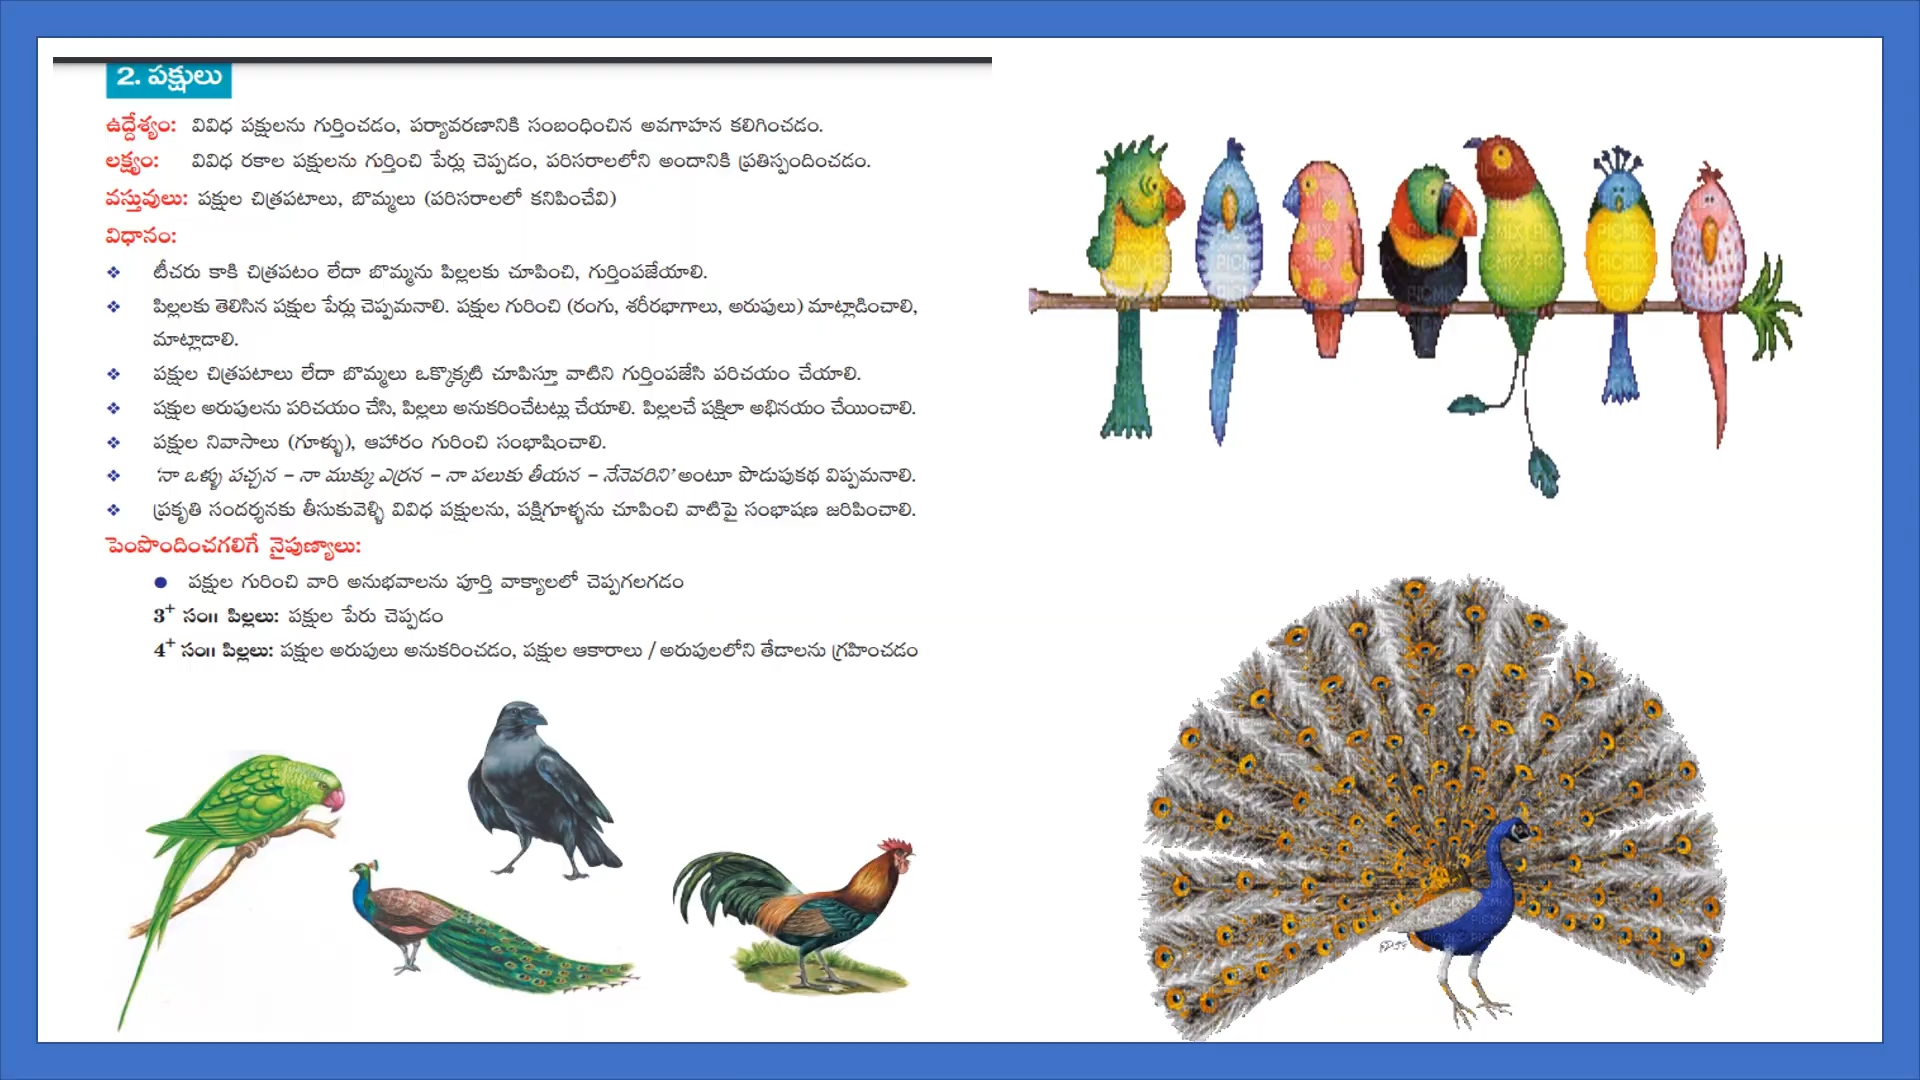 2. పక్షులు
ఉద్దేశ్యం: వివిధ పక్షులను గుర్తించడం, పర్యావరణానికి సంబంధించిన అవగాహన కలిగించడం.
లక్ష్యం: వివిధ రకాల పక్షులను గుర్తించి పేర్లు చెప్పడం, పరిసరాలలోని అందానికి ప్రతిస్పందించడం.
వస్తువులు: పక్షుల చిత్రపటాలు, బొమ్మలు (పరిసరాలలో కనిపించేవి)
విధానం:
❖ టీచరు కాకి చిత్రపటం లేదా బొమ్మను పిల్లలకు చూపించి, గుర్తింపజేయాలి.
❖ పిల్లలకు తెలిసిన పక్షుల పేర్లు చెప్పమనాలి. పక్షుల గురించి (రంగు, శరీరభాగాలు, అరుపులు) మాట్లాడించాలి,
మాట్లాడాలి.
❖ పక్షుల చిత్రపటాలు లేదా బొమ్మలు ఒక్కొక్కటి చూపిస్తూ వాటిని గుర్తింపజేసి పరిచయం చేయాలి.
❖ పక్షుల అరుపులను పరిచయం చేసి, పిల్లలు అనుకరించేటట్లు చేయాలి. పిల్లలచే పక్షిలా అభినయం చేయించాలి.
❖ పక్షుల నివాసాలు (గూళ్ళు), ఆహారం గురించి సంభాషించాలి.
❖ 'నా ఒళ్ళు పచ్చన – నా ముక్కు ఎర్రన – నా పలుకు తీయన – నేనెవరిని' అంటూ పొడుపుకథ విప్పమనాలి.
❖ ప్రకృతి సందర్శనకు తీసుకువెళ్ళి వివిధ పక్షులను, పక్షిగూళ్ళను చూపించి వాటిపై సంభాషణ జరిపించాలి.
పెంపొందించగలిగే నైపుణ్యాలు:
● పక్షుల గురించి వారి అనుభవాలను పూర్తి వాక్యాలలో చెప్పగలగడం
3⁺ సం॥ పిల్లలు: పక్షుల పేరు చెప్పడం
4⁺ సం॥ పిల్లలు: పక్షుల అరుపులు అనుకరించడం, పక్షుల ఆకారాలు / అరుపులలోని తేడాలను గ్రహించడం